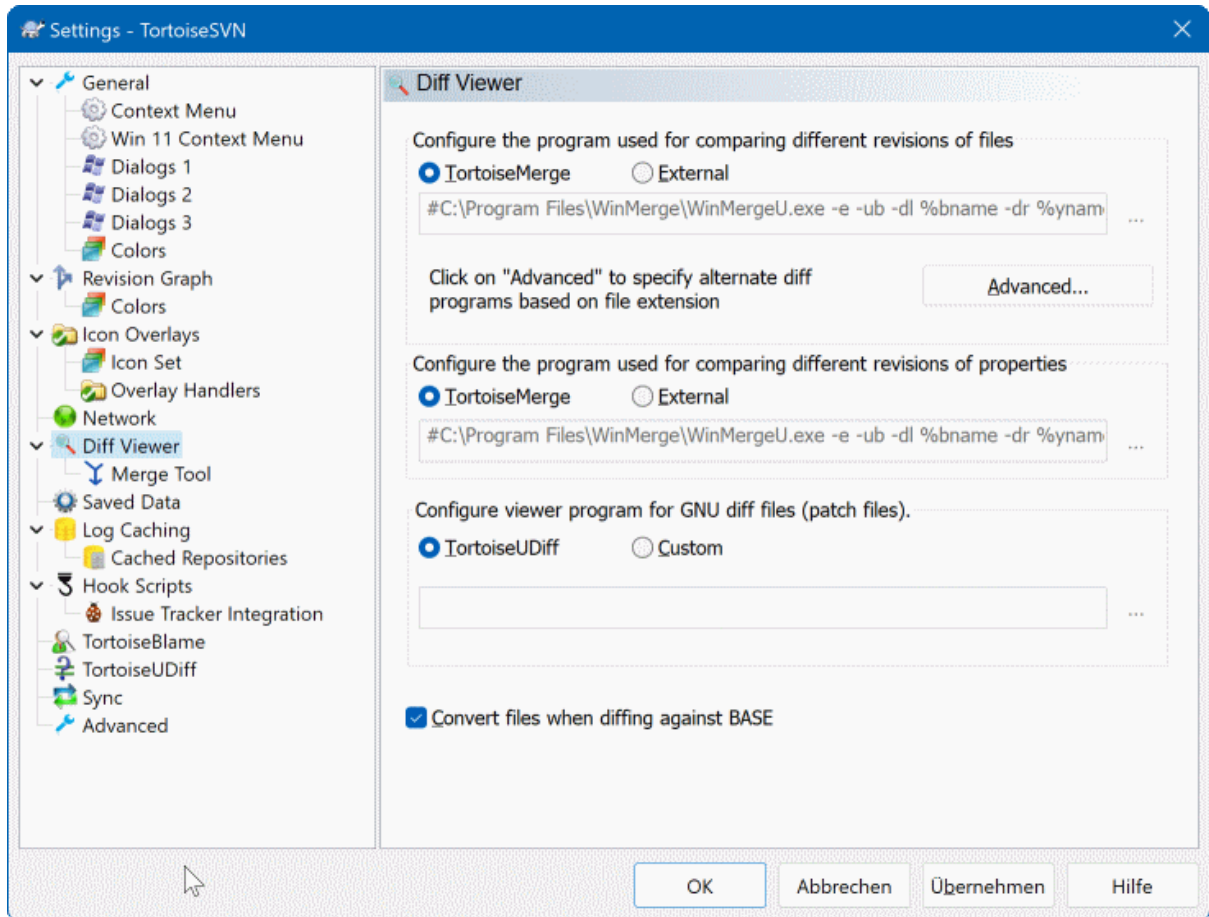 Settings - TortoiseSVN
General
Context Menu
Win 11 Context Menu
Dialogs 1
Dialogs 2
Dialogs 3
Colors
Revision Graph
Colors
Icon Overlays
Icon Set
Overlay Handlers
Network
Diff Viewer
Merge Tool
Saved Data
Log Caching
Cached Repositories
Hook Scripts
Issue Tracker Integration
TortoiseBlame
TortoiseUDiff
Sync
Advanced
Diff Viewer
Configure the program used for comparing different revisions of files
TortoiseMerge External
#C:\Program Files\WinMerge\WinMergeU.exe -e -ub -dl %bname -dr %ynam
...
Click on "Advanced" to specify alternate diff
programs based on file extension
Advanced...
Configure the program used for comparing different revisions of properties
TortoiseMerge External
#C:\Program Files\WinMerge\WinMergeU.exe -e -ub -dl %bname -dr %ynam
...
Configure viewer program for GNU diff files (patch files).
TortoiseUDiff Custom
...
Convert files when diffing against BASE
OK Abbrechen Übernehmen Hilfe